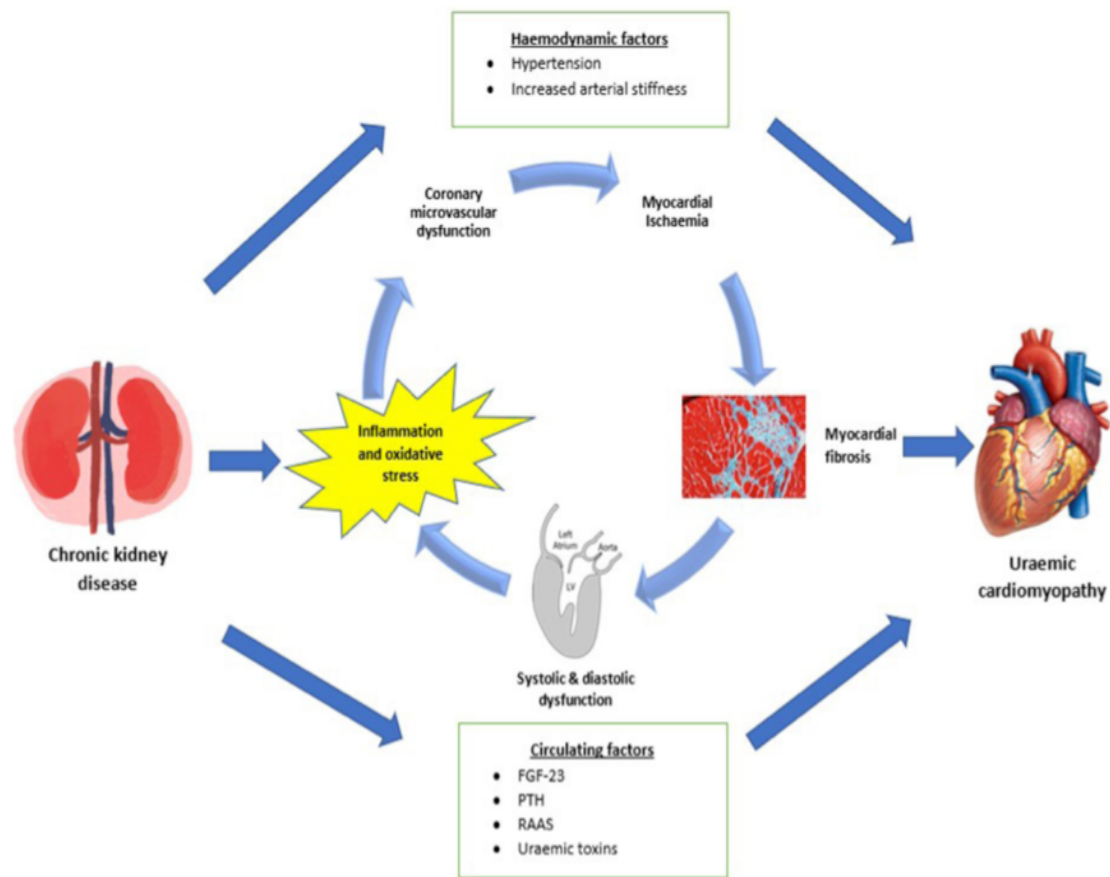 Haemodynamic factors
• Hypertension
• Increased arterial stiffness
Coronary
microvascular
dysfunction
Myocardial
Ischaemia
Inflammation
and oxidative
stress
Myocardial
fibrosis
Chronic kidney
disease
Left
Atrium
Aorta
LV
Uraemic
cardiomyopathy
Systolic & diastolic
dysfunction
Circulating factors
• FGF-23
• PTH
• RAAS
• Uraemic toxins